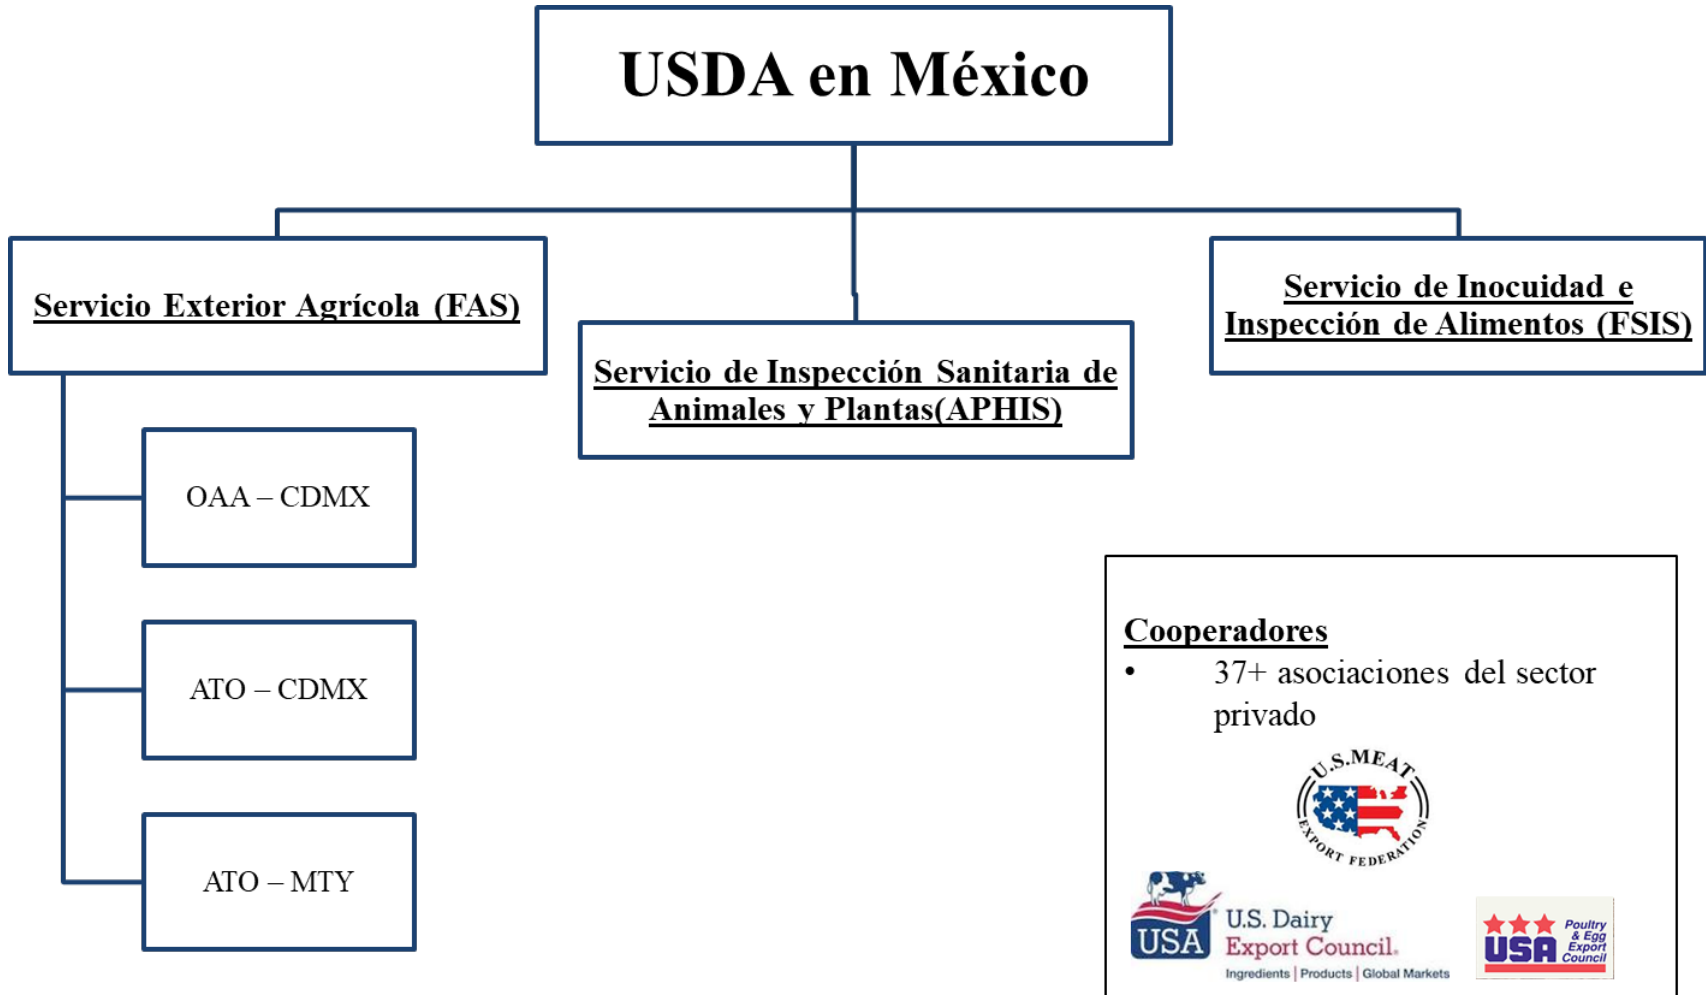 USDA en México
Servicio Exterior Agrícola (FAS)
Servicio de Inspección Sanitaria de
Animales y Plantas(APHIS)
Servicio de Inocuidad e
Inspección de Alimentos (FSIS)
OAA – CDMX
ATO – CDMX
ATO – MTY
Cooperadores
• 37+ asociaciones del sector
privado
U.S.MEAT
EXPORT FEDERATION
USA
U.S. Dairy
Export Council.
Ingredients | Products | Global Markets
USA
Poultry
& Egg
Export
Council